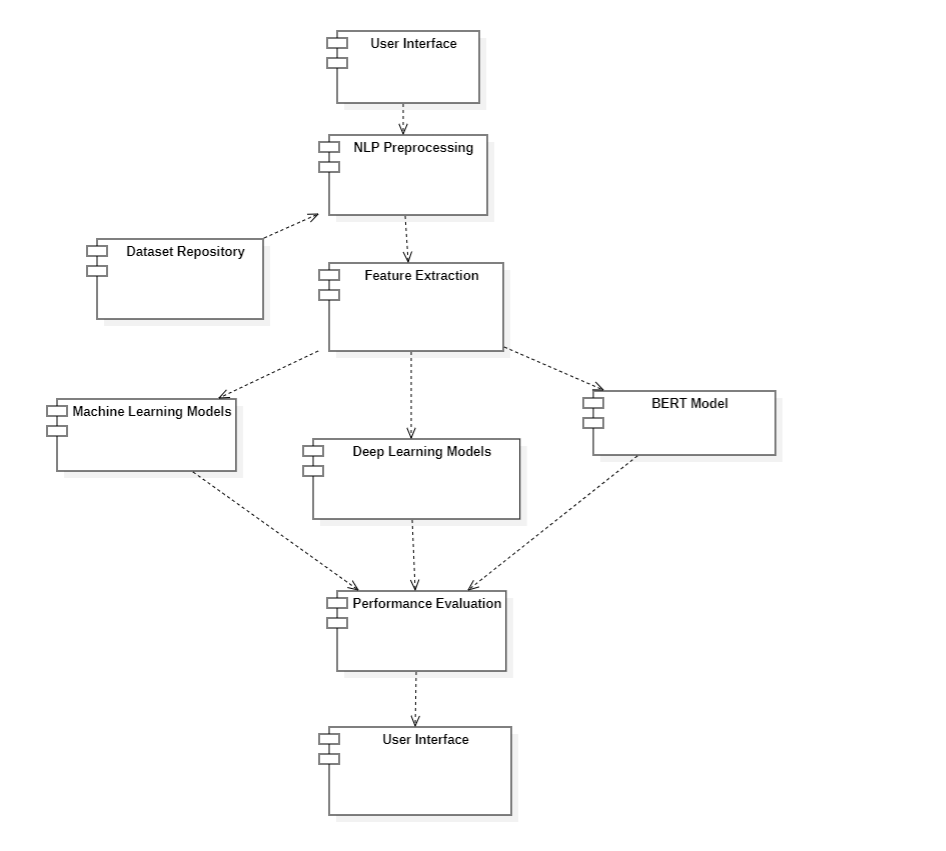 User Interface
NLP Preprocessing
Dataset Repository
Feature Extraction
Machine Learning Models
BERT Model
Deep Learning Models
Performance Evaluation
User Interface